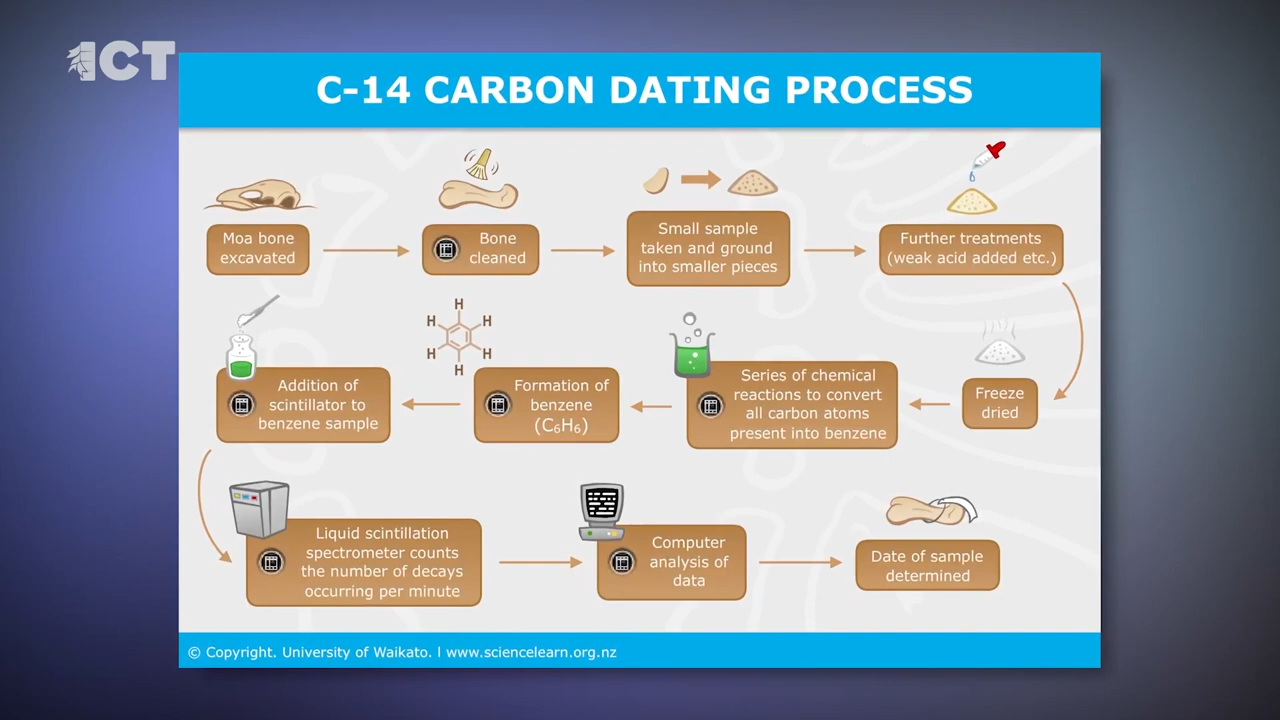 ICT
C-14 CARBON DATING PROCESS
Moa bone
excavated
Bone
cleaned
Small sample
taken and ground
into smaller pieces
Further treatments
(weak acid added etc.)
Freeze
dried
Series of chemical
reactions to convert
all carbon atoms
present into benzene
H
H
H
H
H
H
Formation of
benzene
(C₆H₆)
Addition of
scintillator to
benzene sample
Liquid scintillation
spectrometer counts
the number of decays
occurring per minute
Computer
analysis of
data
Date of sample
determined
© Copyright. University of Waikato. l www.sciencelearn.org.nz